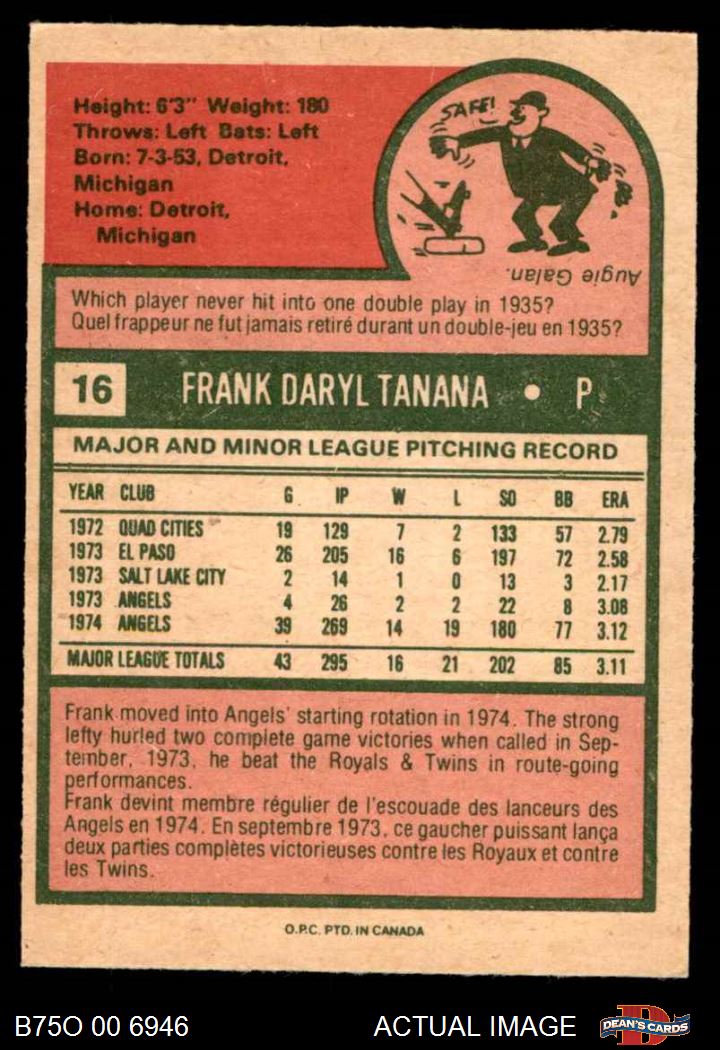 Height: 6'3" Weight: 180
Throws: Left Bats: Left
Born: 7-3-53, Detroit,
Michigan
Home: Detroit,
Michigan
SAFE!
Augie Galan.
Which player never hit into one double play in 1935?
Quel frappeur ne fut jamais retiré durant un double-jeu en 1935?
16 FRANK DARYL TANANA • P
MAJOR AND MINOR LEAGUE PITCHING RECORD
YEAR CLUB G IP W L SO BB ERA
1972 QUAD CITIES 19 129 7 2 133 57 2.79
1973 EL PASO 26 205 16 6 197 72 2.58
1973 SALT LAKE CITY 2 14 1 0 13 3 2.17
1973 ANGELS 4 26 2 2 22 8 3.08
1974 ANGELS 39 269 14 19 180 77 3.12
MAJOR LEAGUE TOTALS 43 295 16 21 202 85 3.11
Frank moved into Angels' starting rotation in 1974. The strong
lefty hurled two complete game victories when called in Sep-
tember, 1973, he beat the Royals & Twins in route-going
performances.
Frank devint membre régulier de l'escouade des lanceurs des
Angels en 1974. En septembre 1973, ce gaucher puissant lança
deux parties complètes victorieuses contre les Royaux et contre
les Twins.
O.P.C. PTD. IN CANADA
B75O 00 6946 ACTUAL IMAGE DEAN'S CARDS